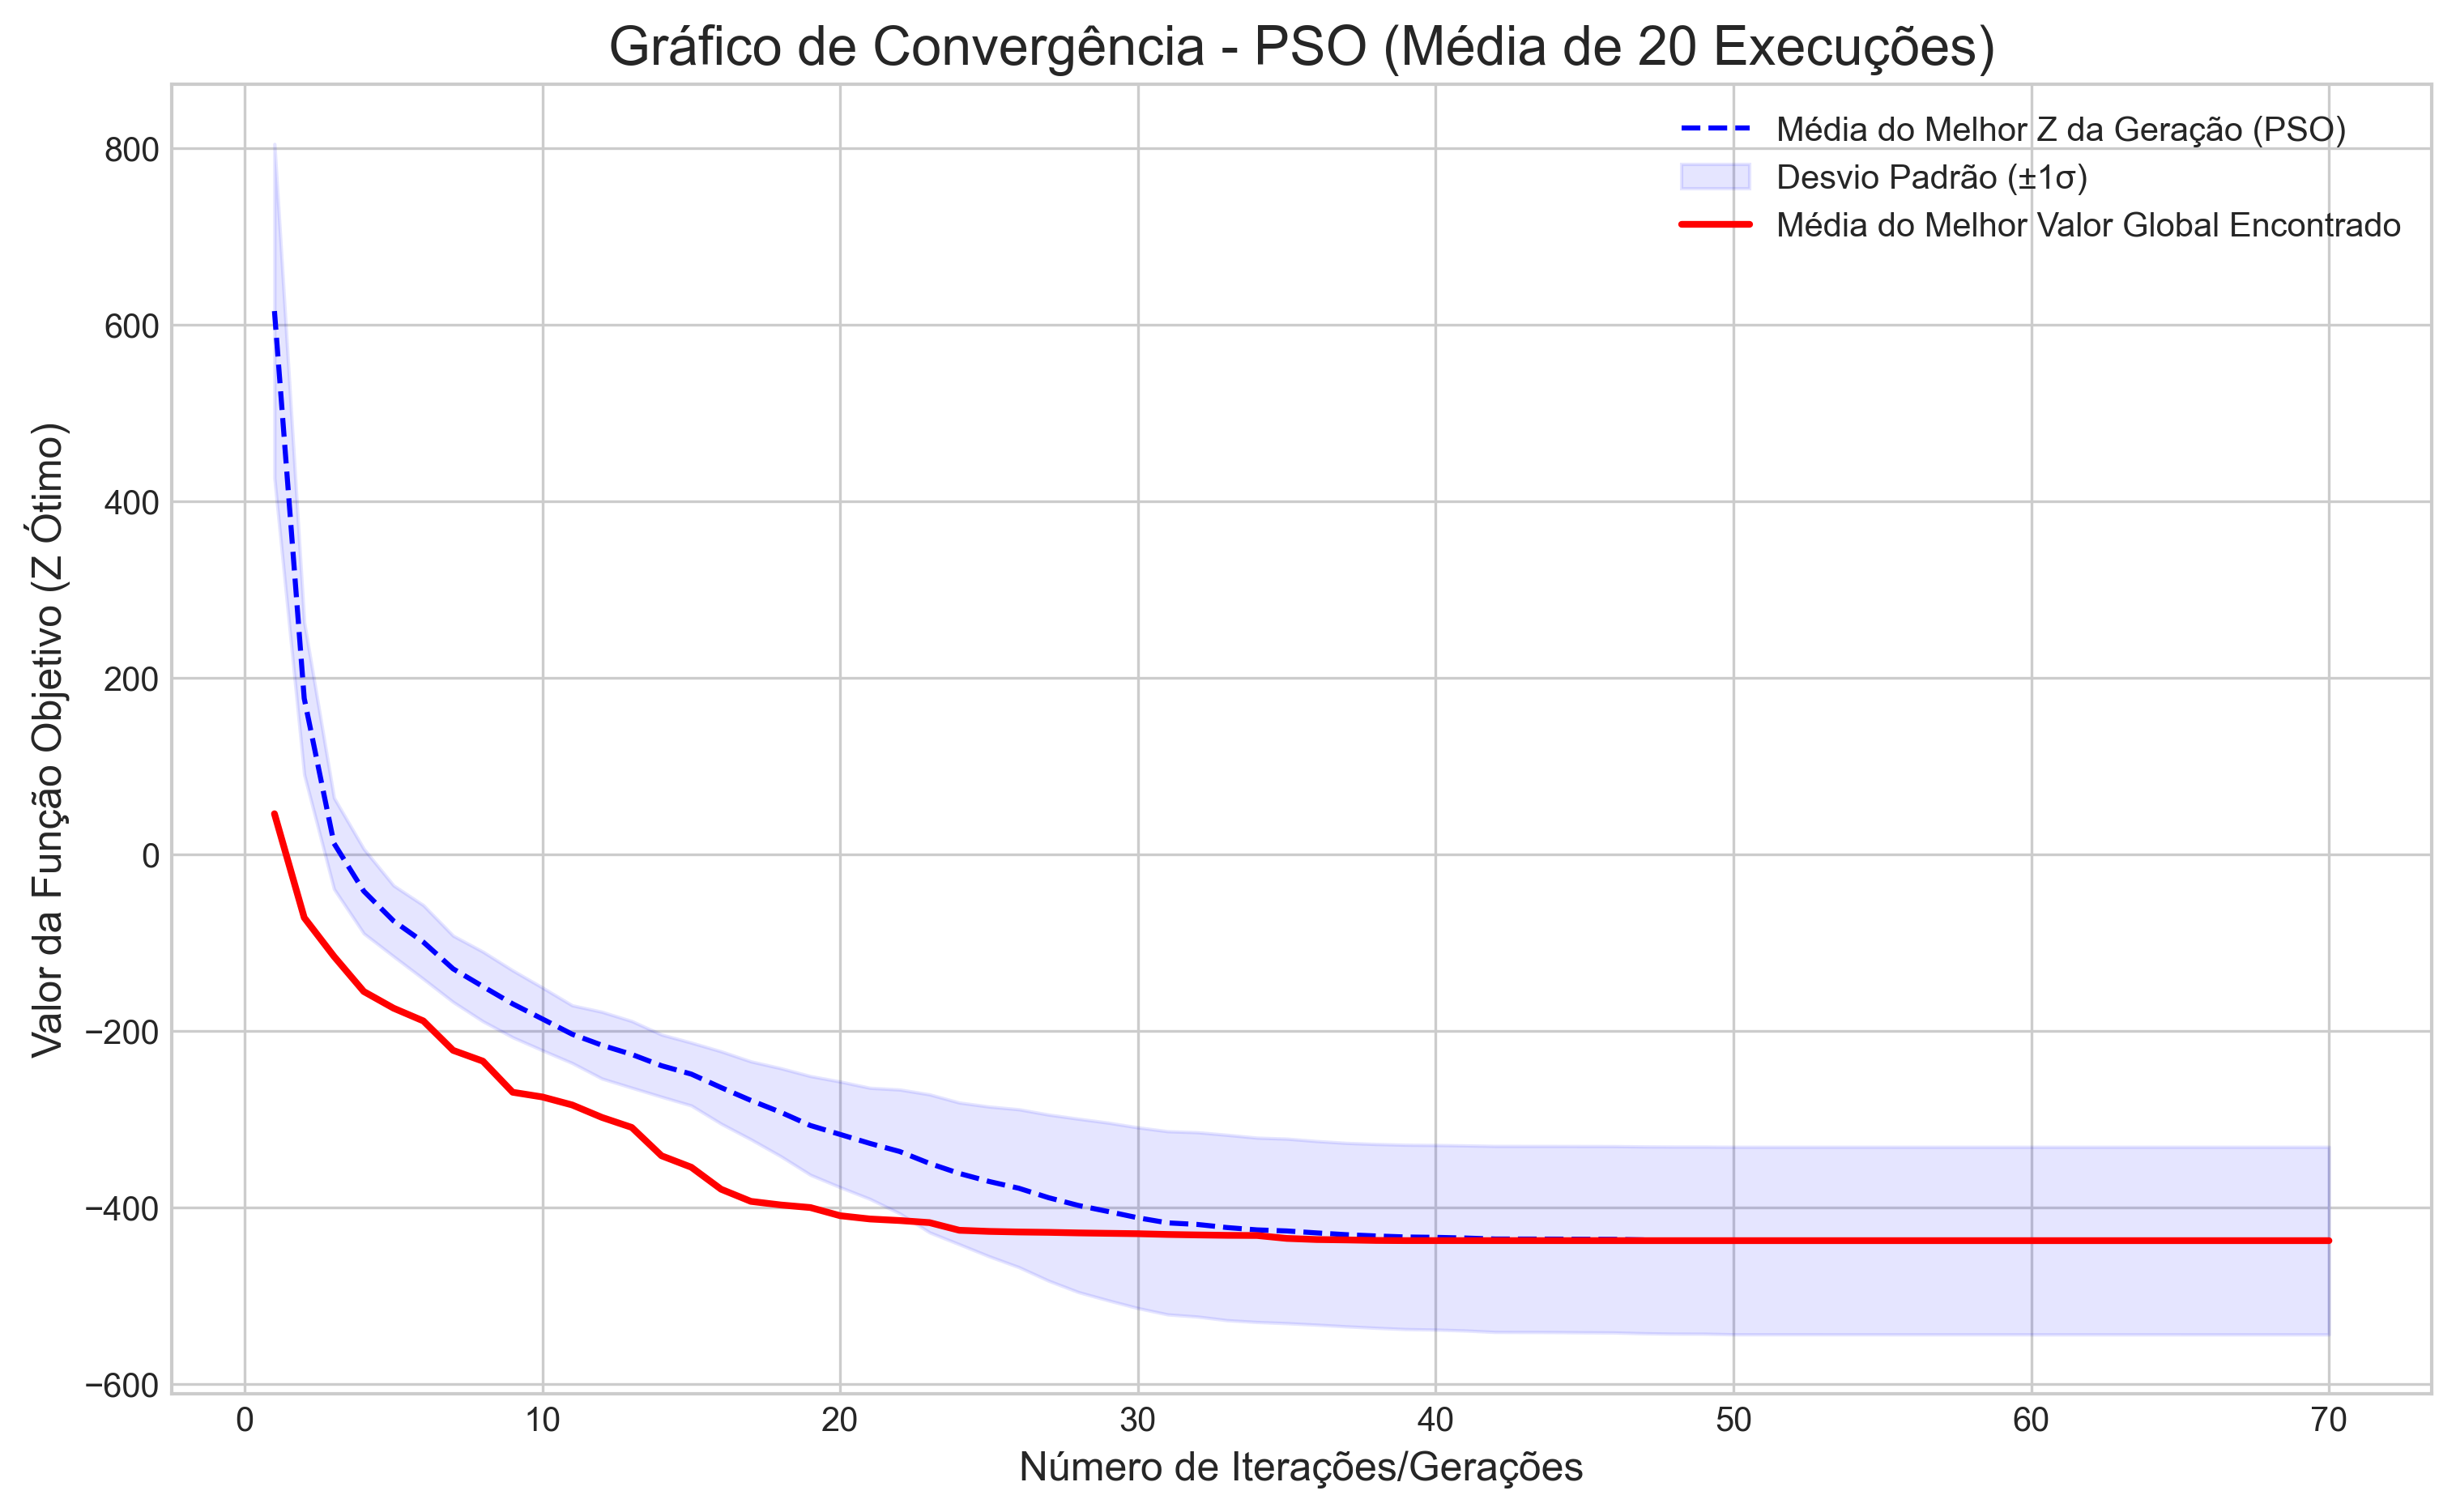 Gráfico de Convergência - PSO (Média de 20 Execuções)
Média do Melhor Z da Geração (PSO)
Desvio Padrão (±1σ)
Média do Melhor Valor Global Encontrado
Valor da Função Objetivo (Z Ótimo)
800
600
400
200
0
−200
−400
−600
0 10 20 30 40 50 60 70
Número de Iterações/Gerações